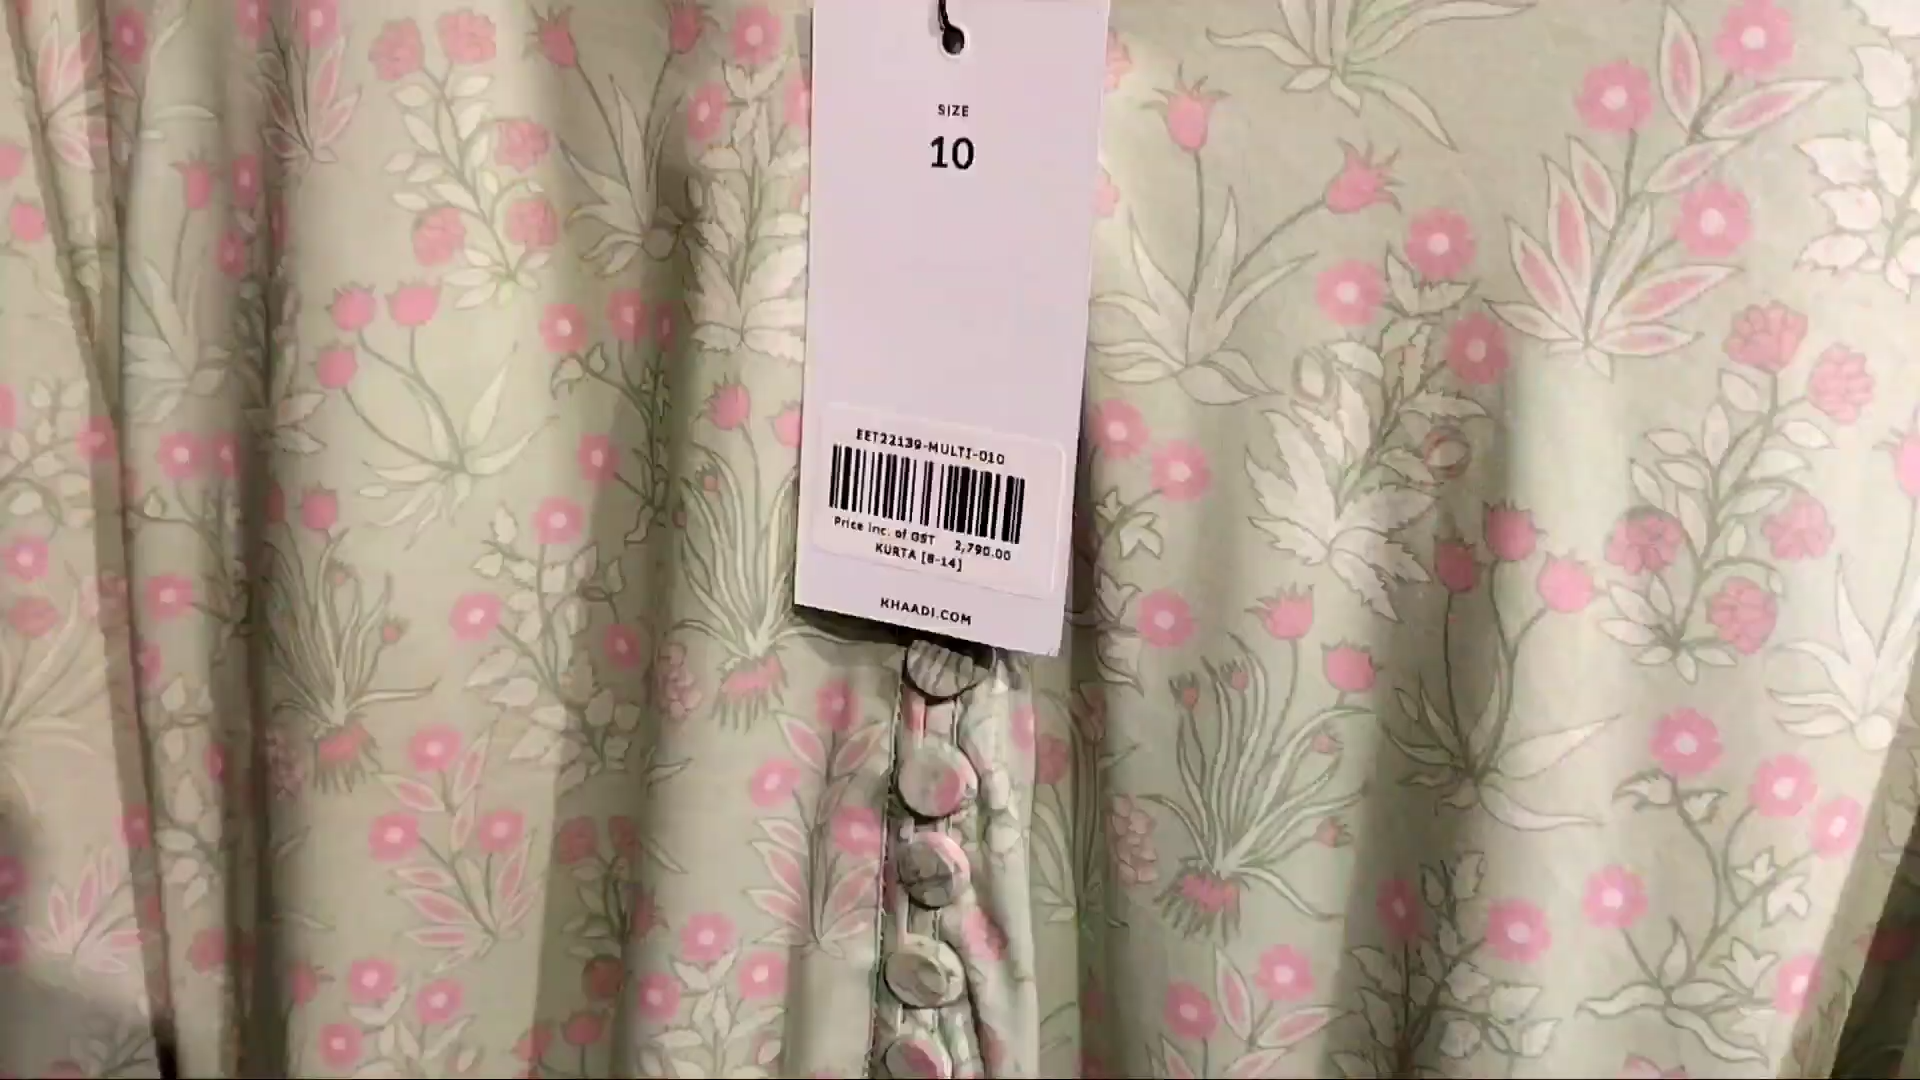 SIZE
10
EET22139-MULTI-010
Price Inc. of GST 2,790.00
KURTA [8-14]
KHAADI.COM